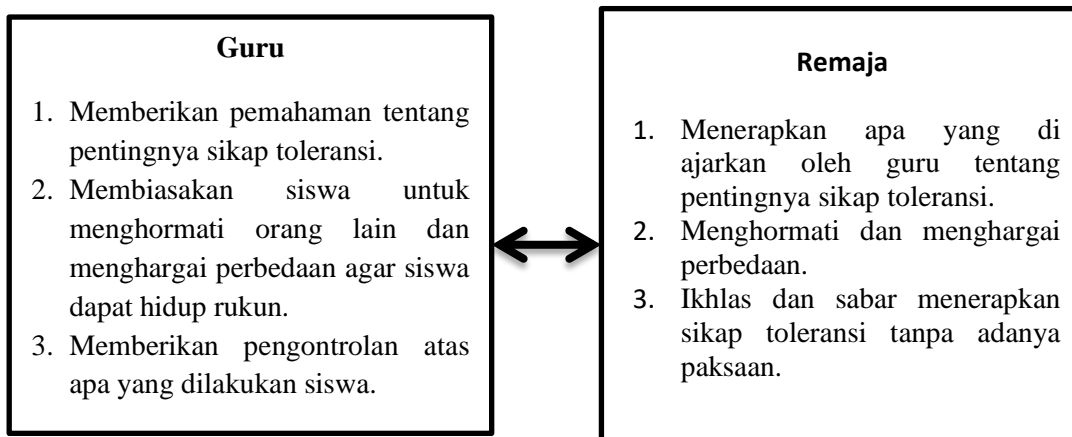 Guru
1. Memberikan pemahaman tentang
pentingnya sikap toleransi.
2. Membiasakan siswa untuk
menghormati orang lain dan
menghargai perbedaan agar siswa
dapat hidup rukun.
3. Memberikan pengontrolan atas
apa yang dilakukan siswa.
Remaja
1. Menerapkan apa yang di
ajarkan oleh guru tentang
pentingnya sikap toleransi.
2. Menghormati dan menghargai
perbedaan.
3. Ikhlas dan sabar menerapkan
sikap toleransi tanpa adanya
paksaan.